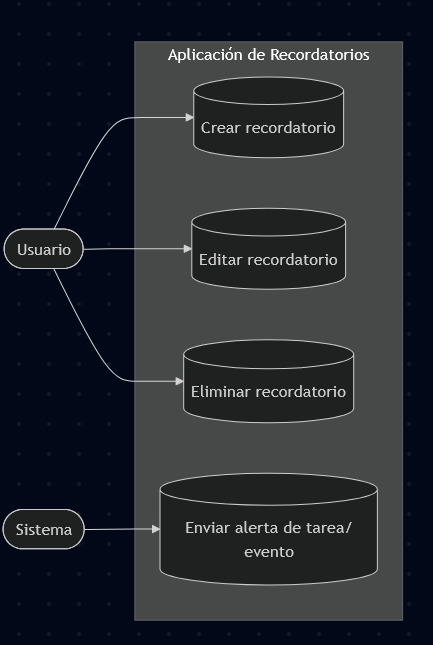 Aplicación de Recordatorios
Crear recordatorio
Usuario
Editar recordatorio
Eliminar recordatorio
Sistema
Enviar alerta de tarea/
evento